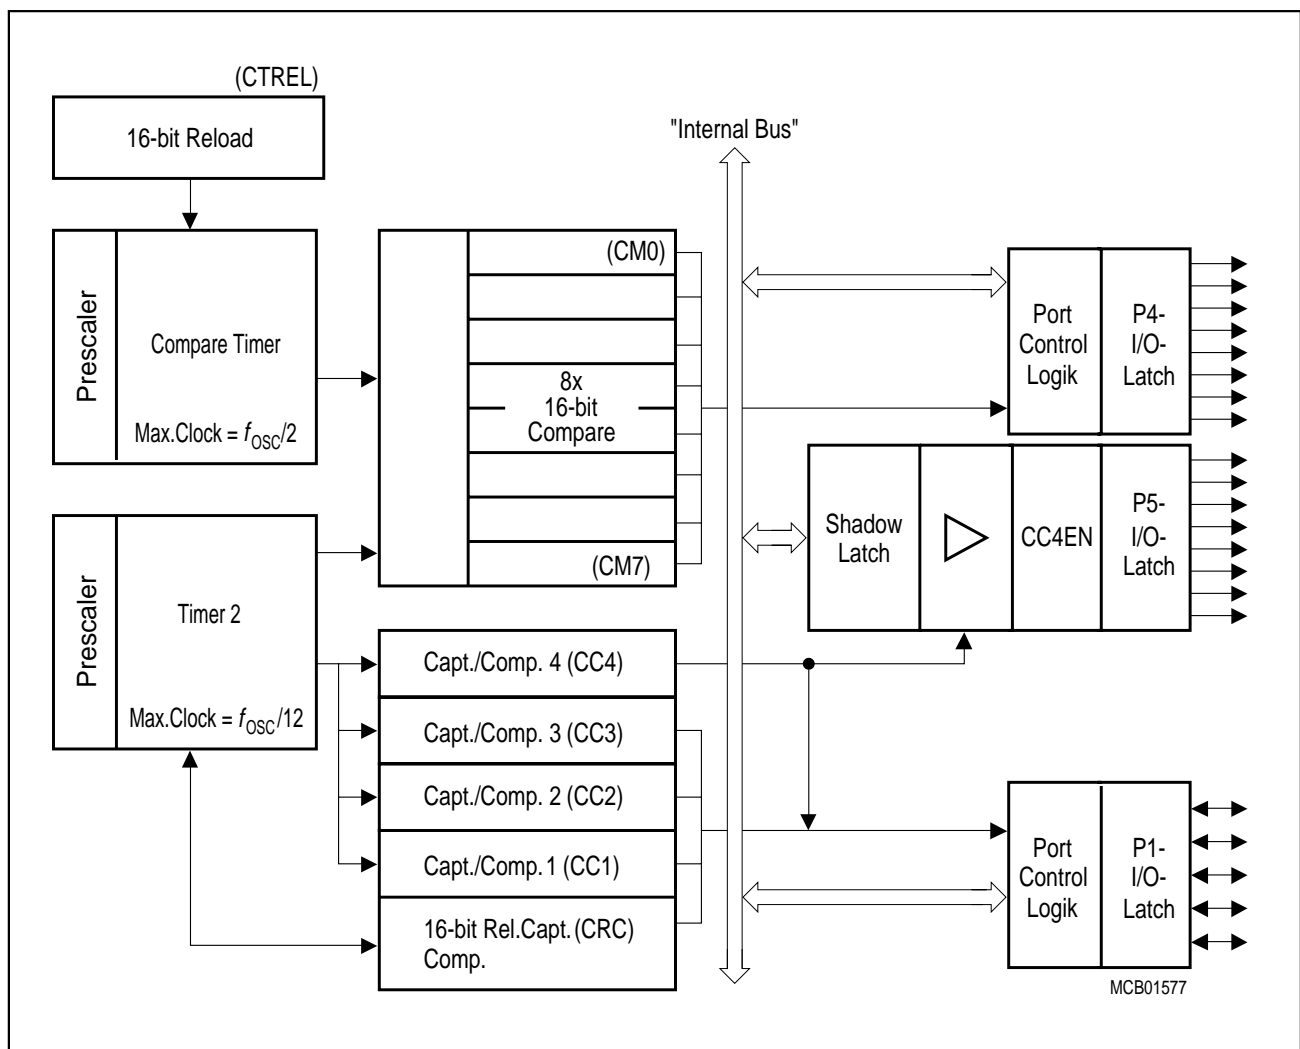 (CTREL)
16-bit Reload
"Internal Bus"
Prescaler
Compare Timer
Max.Clock = fOSC/2
(CM0)
8x
16-bit
Compare
(CM7)
Port
Control
Logik
P4-
I/O-
Latch
Shadow
Latch
CC4EN
P5-
I/O-
Latch
Prescaler
Timer 2
Max.Clock = fOSC/12
Capt./Comp. 4 (CC4)
Capt./Comp. 3 (CC3)
Capt./Comp. 2 (CC2)
Capt./Comp. 1 (CC1)
16-bit Rel.Capt. (CRC)
Comp.
Port
Control
Logik
P1-
I/O-
Latch
MCB01577